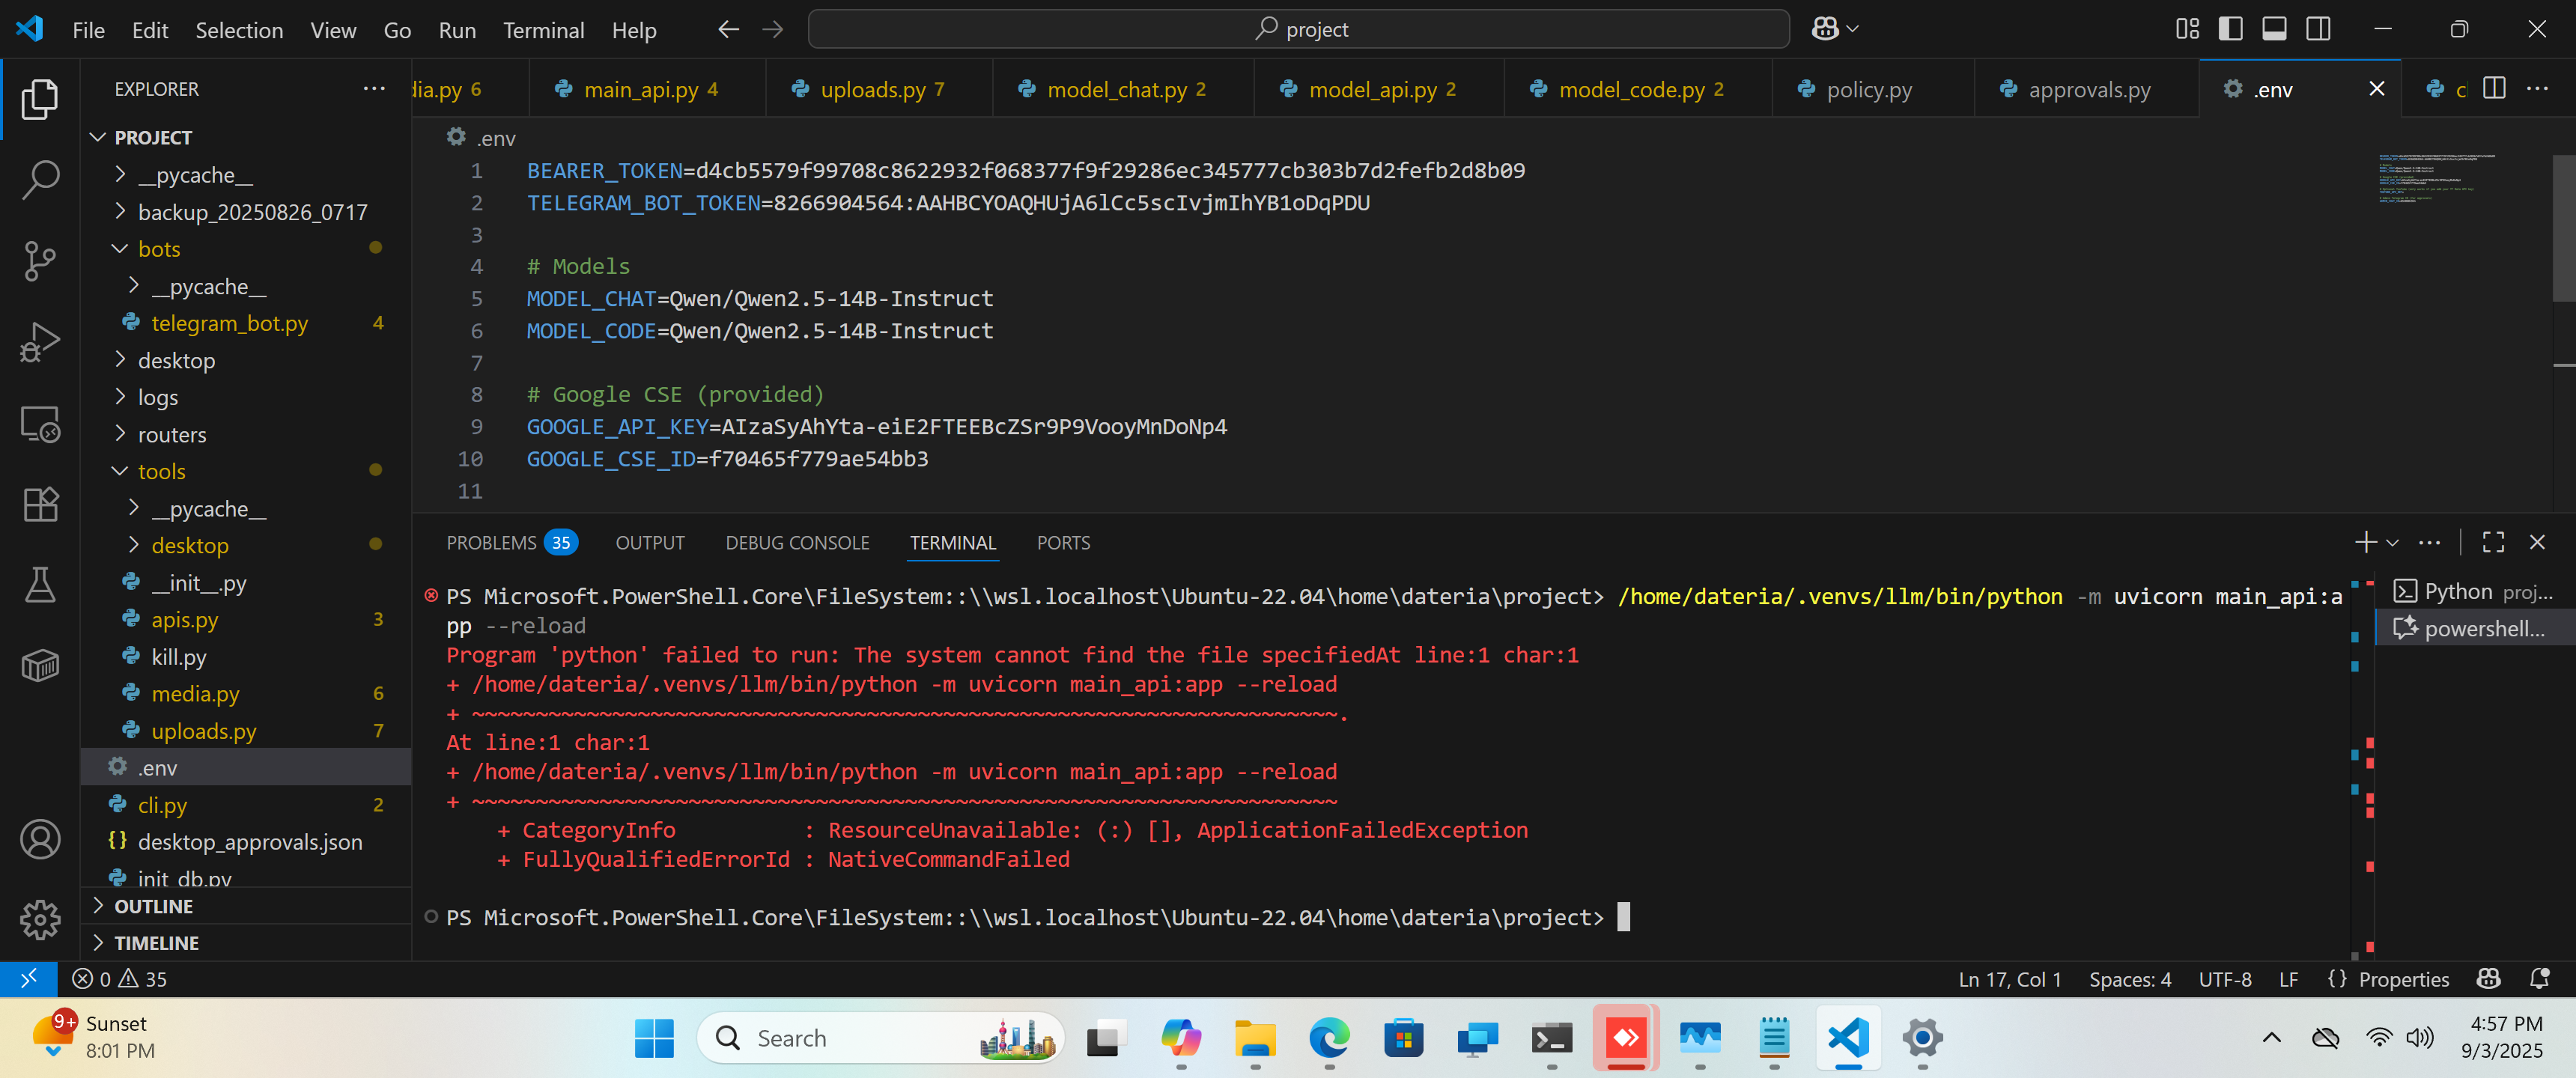 File Edit Selection View Go Run Terminal Help
project
EXPLORER
PROJECT
__pycache__
backup_20250826_0717
bots
__pycache__
telegram_bot.py 4
desktop
logs
routers
tools
__pycache__
desktop
__init__.py
apis.py 3
kill.py
media.py 6
uploads.py 7
.env
cli.py 2
desktop_approvals.json
init_db.py
OUTLINE
TIMELINE
dia.py 6
main_api.py 4
uploads.py 7
model_chat.py 2
model_api.py 2
model_code.py 2
policy.py
approvals.py
.env
.env
1 BEARER_TOKEN=d4cb5579f99708c8622932f068377f9f29286ec345777cb303b7d2fefb2d8b09
2 TELEGRAM_BOT_TOKEN=8266904564:AAHBCYOAQHUjA6lCc5scIvjmIhYB1oDqPDU
3
4 # Models
5 MODEL_CHAT=Qwen/Qwen2.5-14B-Instruct
6 MODEL_CODE=Qwen/Qwen2.5-14B-Instruct
7
8 # Google CSE (provided)
9 GOOGLE_API_KEY=AIzaSyAhYta-eiE2FTEEBcZSr9P9VooyMnDoNp4
10 GOOGLE_CSE_ID=f70465f779ae54bb3
11
PROBLEMS 35 OUTPUT DEBUG CONSOLE TERMINAL PORTS
PS Microsoft.PowerShell.Core\FileSystem::\\wsl.localhost\Ubuntu-22.04\home\dateria\project> /home/dateria/.venvs/llm/bin/python -m uvicorn main_api:a
pp --reload
Program 'python' failed to run: The system cannot find the file specifiedAt line:1 char:1
+ /home/dateria/.venvs/llm/bin/python -m uvicorn main_api:app --reload
+ ~~~~~~~~~~~~~~~~~~~~~~~~~~~~~~~~~~~~~~~~~~~~~~~~~~~~~~~~~~~~~~~~~~~~.
At line:1 char:1
+ /home/dateria/.venvs/llm/bin/python -m uvicorn main_api:app --reload
+ ~~~~~~~~~~~~~~~~~~~~~~~~~~~~~~~~~~~~~~~~~~~~~~~~~~~~~~~~~~~~~~~~~~~~
+ CategoryInfo : ResourceUnavailable: (:) [], ApplicationFailedException
+ FullyQualifiedErrorId : NativeCommandFailed
PS Microsoft.PowerShell.Core\FileSystem::\\wsl.localhost\Ubuntu-22.04\home\dateria\project>
Python proj...
powershell...
0 35
Ln 17, Col 1 Spaces: 4 UTF-8 LF {} Properties
9+
Sunset
8:01 PM
Search
4:57 PM
9/3/2025